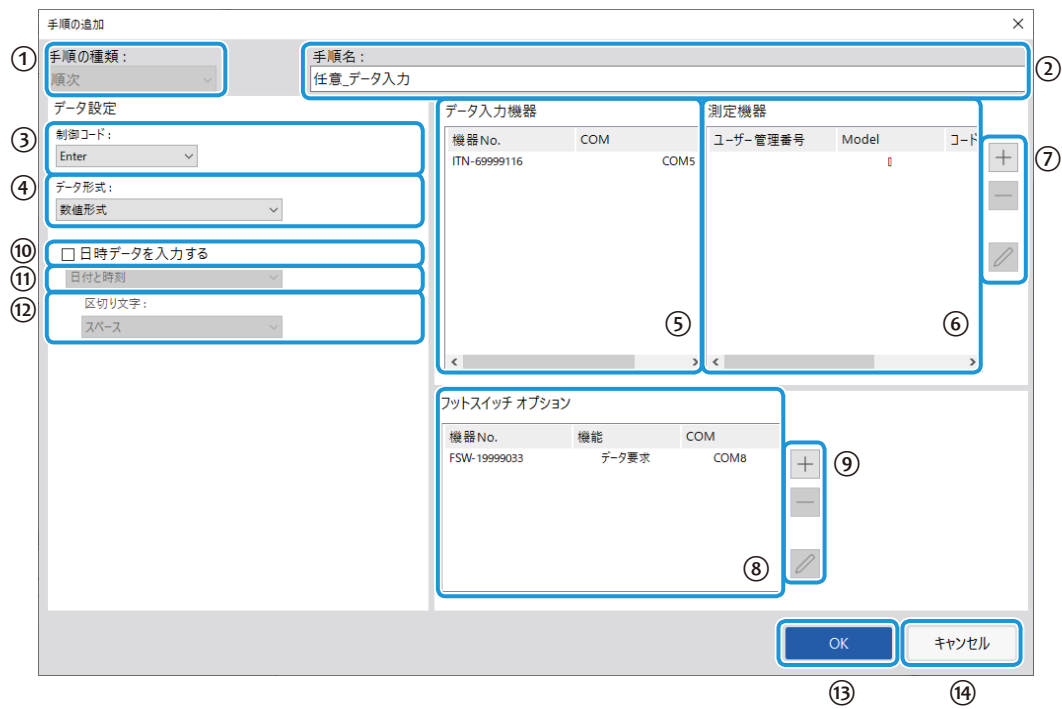 手順の追加
① 手順の種類：
順次
手順名：
任意_データ入力
②
データ設定
③ 制御コード：
Enter
④ データ形式：
数値形式
⑩ 日時データを入力する
⑪ 日付と時刻
⑫ 区切り文字：
スペース
データ入力機器
機器No. COM
ITN-69999116 COM5
⑤
測定機器
ユーザー管理番号 Model コード
▯
⑥
⑦
フットスイッチ オプション
機器No. 機能 COM
FSW-19999033 データ要求 COM8
⑧
⑨
OK キャンセル
⑬ ⑭